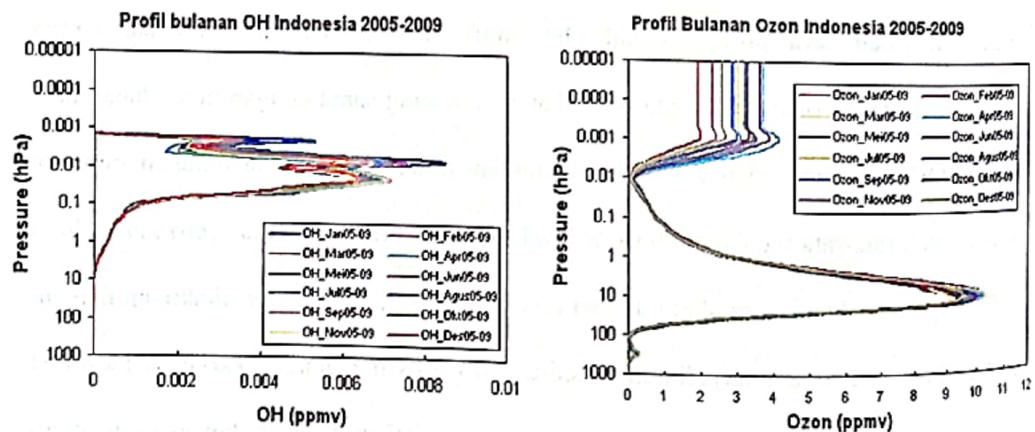 Profil bulanan OH Indonesia 2005-2009
0.00001
0.0001
0.001
0.01
0.1
1
10
100
1000
Pressure (hPa)
OH_Jan05-09 OH_Feb05-09
OH_Mar05-09 OH_Apr05-09
OH_Mei05-09 OH_Jun05-09
OH_Jul05-09 OH_Agus05-09
OH_Sep05-09 OH_Okt05-09
OH_Nov05-09 OH_Des05-09
0 0.002 0.004 0.006 0.008 0.01
OH (ppmv)
Profil Bulanan Ozon Indonesia 2005-2009
0.00001
0.0001
0.001
0.01
0.1
1
10
100
1000
Pressure (hPa)
Ozon_Jan05-09 Ozon_Feb05-09
Ozon_Mar05-09 Ozon_Apr05-09
Ozon_Mei05-09 Ozon_Jun05-09
Ozon_Jul05-09 Ozon_Agus05-09
Ozon_Sep05-09 Ozon_Okt05-09
Ozon_Nov05-09 Ozon_Des05-09
0 1 2 3 4 5 6 7 8 9 10 11 12
Ozon (ppmv)